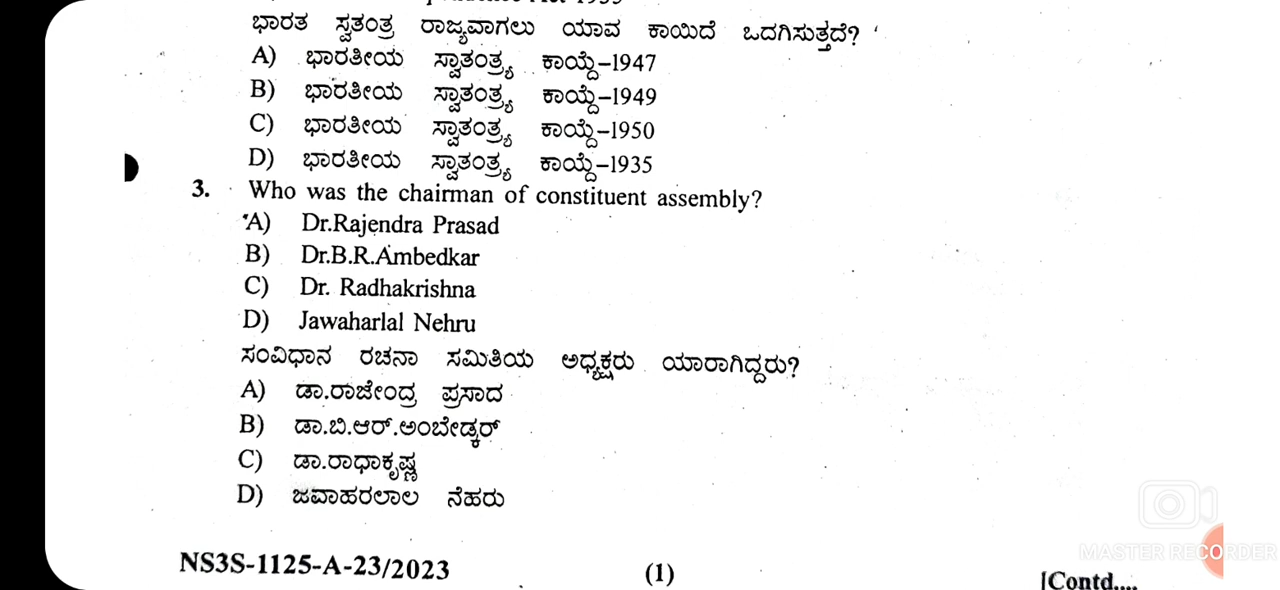 ಭಾರತ ಸ್ವತಂತ್ರ ರಾಜ್ಯವಾಗಲು ಯಾವ ಕಾಯಿದೆ ಒದಗಿಸುತ್ತದೆ?
A) ಭಾರತೀಯ ಸ್ವಾತಂತ್ರ್ಯ ಕಾಯ್ದೆ-1947
B) ಭಾರತೀಯ ಸ್ವಾತಂತ್ರ್ಯ ಕಾಯ್ದೆ-1949
C) ಭಾರತೀಯ ಸ್ವಾತಂತ್ರ್ಯ ಕಾಯ್ದೆ-1950
D) ಭಾರತೀಯ ಸ್ವಾತಂತ್ರ್ಯ ಕಾಯ್ದೆ-1935
3. Who was the chairman of constituent assembly?
A) Dr.Rajendra Prasad
B) Dr.B.R.Ambedkar
C) Dr. Radhakrishna
D) Jawaharlal Nehru
ಸಂವಿಧಾನ ರಚನಾ ಸಮಿತಿಯ ಅಧ್ಯಕ್ಷರು ಯಾರಾಗಿದ್ದರು?
A) ಡಾ.ರಾಜೇಂದ್ರ ಪ್ರಸಾದ
B) ಡಾ.ಬಿ.ಆರ್.ಅಂಬೇಡ್ಕರ್
C) ಡಾ.ರಾಧಾಕೃಷ್ಣ
D) ಜವಾಹರಲಾಲ ನೆಹರು
NS3S-1125-A-23/2023 (1) [Contd....
MASTER RECORDER